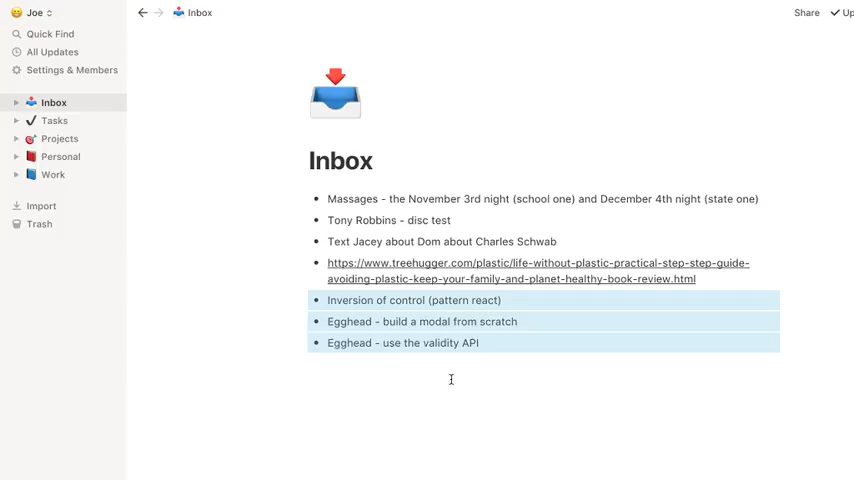 Joe
Inbox
Share
Up
Quick Find
All Updates
Settings & Members
Inbox
Tasks
Projects
Personal
Work
Import
Trash
Inbox
Massages - the November 3rd night (school one) and December 4th night (state one)
Tony Robbins - disc test
Text Jacey about Dom about Charles Schwab
https://www.treehugger.com/plastic/life-without-plastic-practical-step-step-guide-
avoiding-plastic-keep-your-family-and-planet-healthy-book-review.html
Inversion of control (pattern react)
Egghead - build a modal from scratch
Egghead - use the validity API